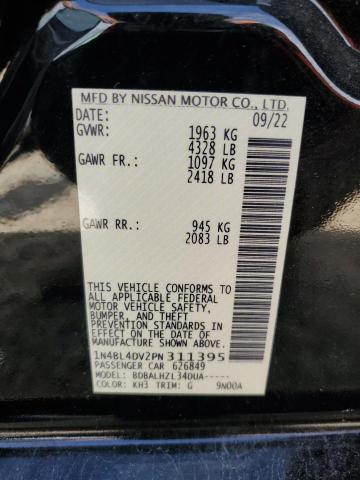 MFD BY NISSAN MOTOR CO., LTD.
DATE: 09/22
GVWR: 1963 KG
4328 LB
GAWR FR.: 1097 KG
2418 LB
GAWR RR.: 945 KG
2083 LB
THIS VEHICLE CONFORMS TO
ALL APPLICABLE FEDERAL
MOTOR VEHICLE SAFETY,
BUMPER, AND THEFT
PREVENTION STANDARDS IN
EFFECT ON THE DATE OF
MANUFACTURE SHOWN ABOVE.
1N4BL4DV2PN311395
PASSENGER CAR 626849
MODEL: BDBALHZL34DUA-----
COLOR: KH3 TRIM: G 9N00A